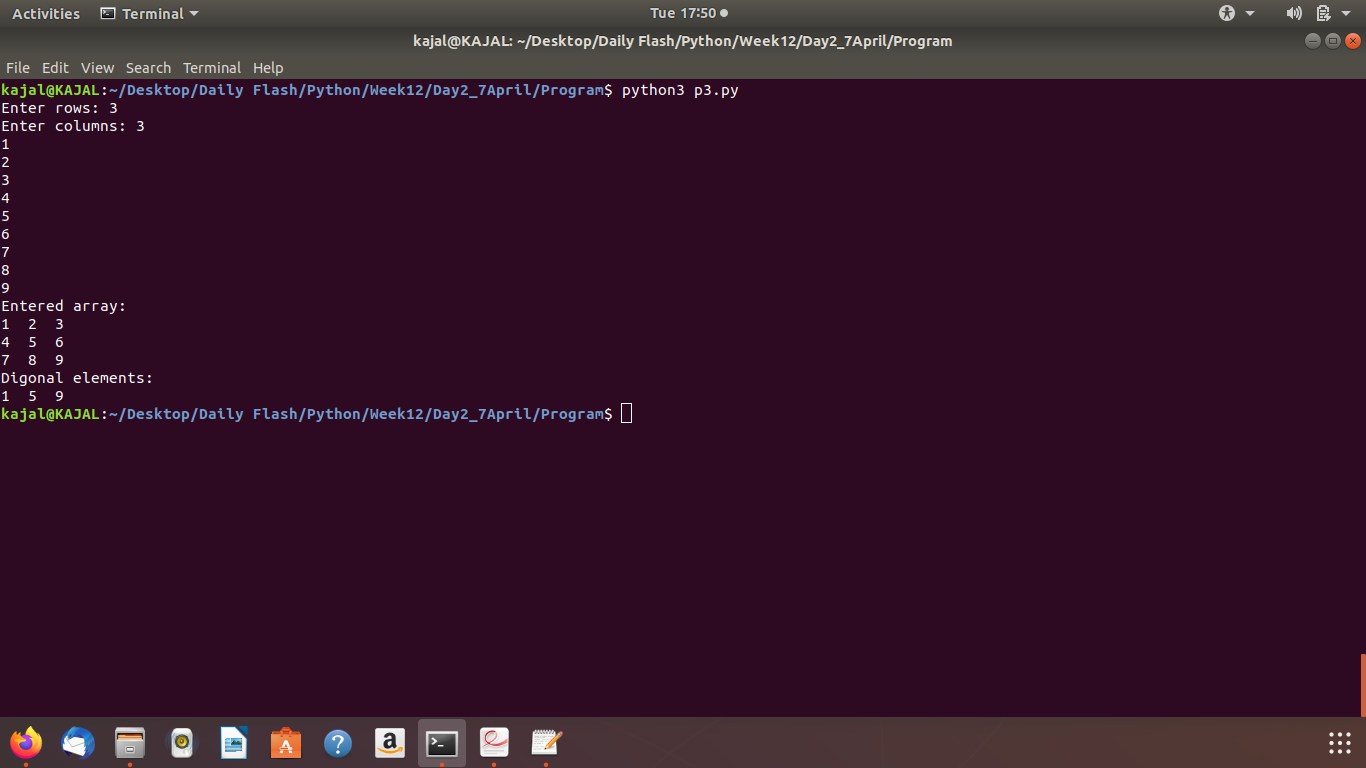 Activities Terminal Tue 17:50
kajal@KAJAL: ~/Desktop/Daily Flash/Python/Week12/Day2_7April/Program
File Edit View Search Terminal Help
kajal@KAJAL:~/Desktop/Daily Flash/Python/Week12/Day2_7April/Program$ python3 p3.py
Enter rows: 3
Enter columns: 3
1
2
3
4
5
6
7
8
9
Entered array:
1  2  3
4  5  6
7  8  9
Digonal elements:
1  5  9
kajal@KAJAL:~/Desktop/Daily Flash/Python/Week12/Day2_7April/Program$